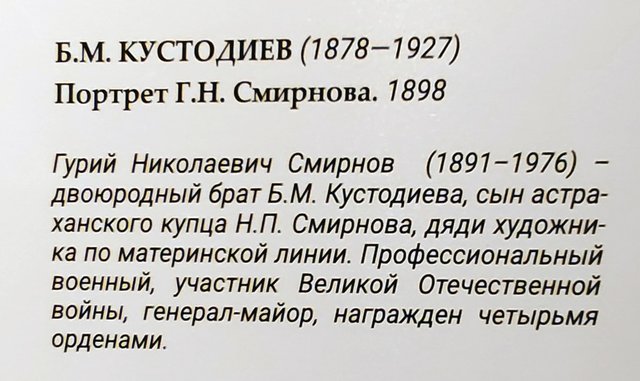 Б.М. КУСТОДИЕВ (1878–1927)
Портрет Г.Н. Смирнова. 1898
Гурий Николаевич Смирнов (1891–1976) –
двоюродный брат Б.М. Кустодиева, сын астра-
ханского купца Н.П. Смирнова, дяди художни-
ка по материнской линии. Профессиональный
военный, участник Великой Отечественной
войны, генерал-майор, награжден четырьмя
орденами.